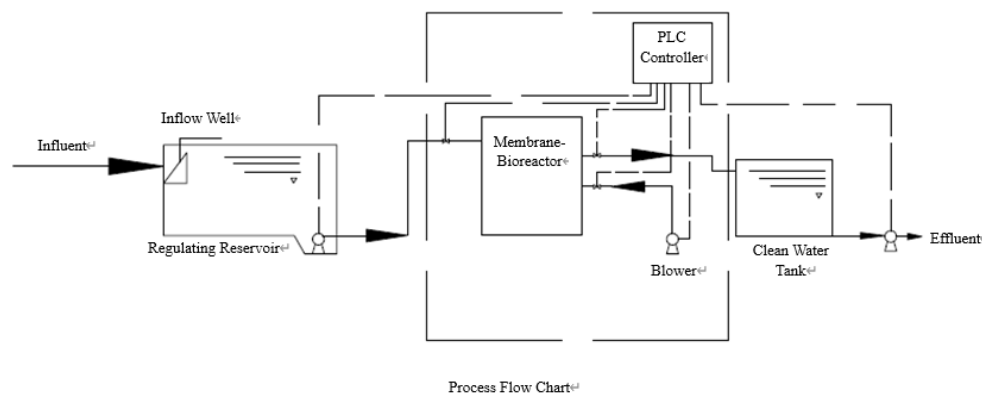 PLC
Controller
Inflow Well
Influent
Membrane-
Bioreactor
Regulating Reservoir
Blower
Clean Water
Tank
Effluent
Process Flow Chart